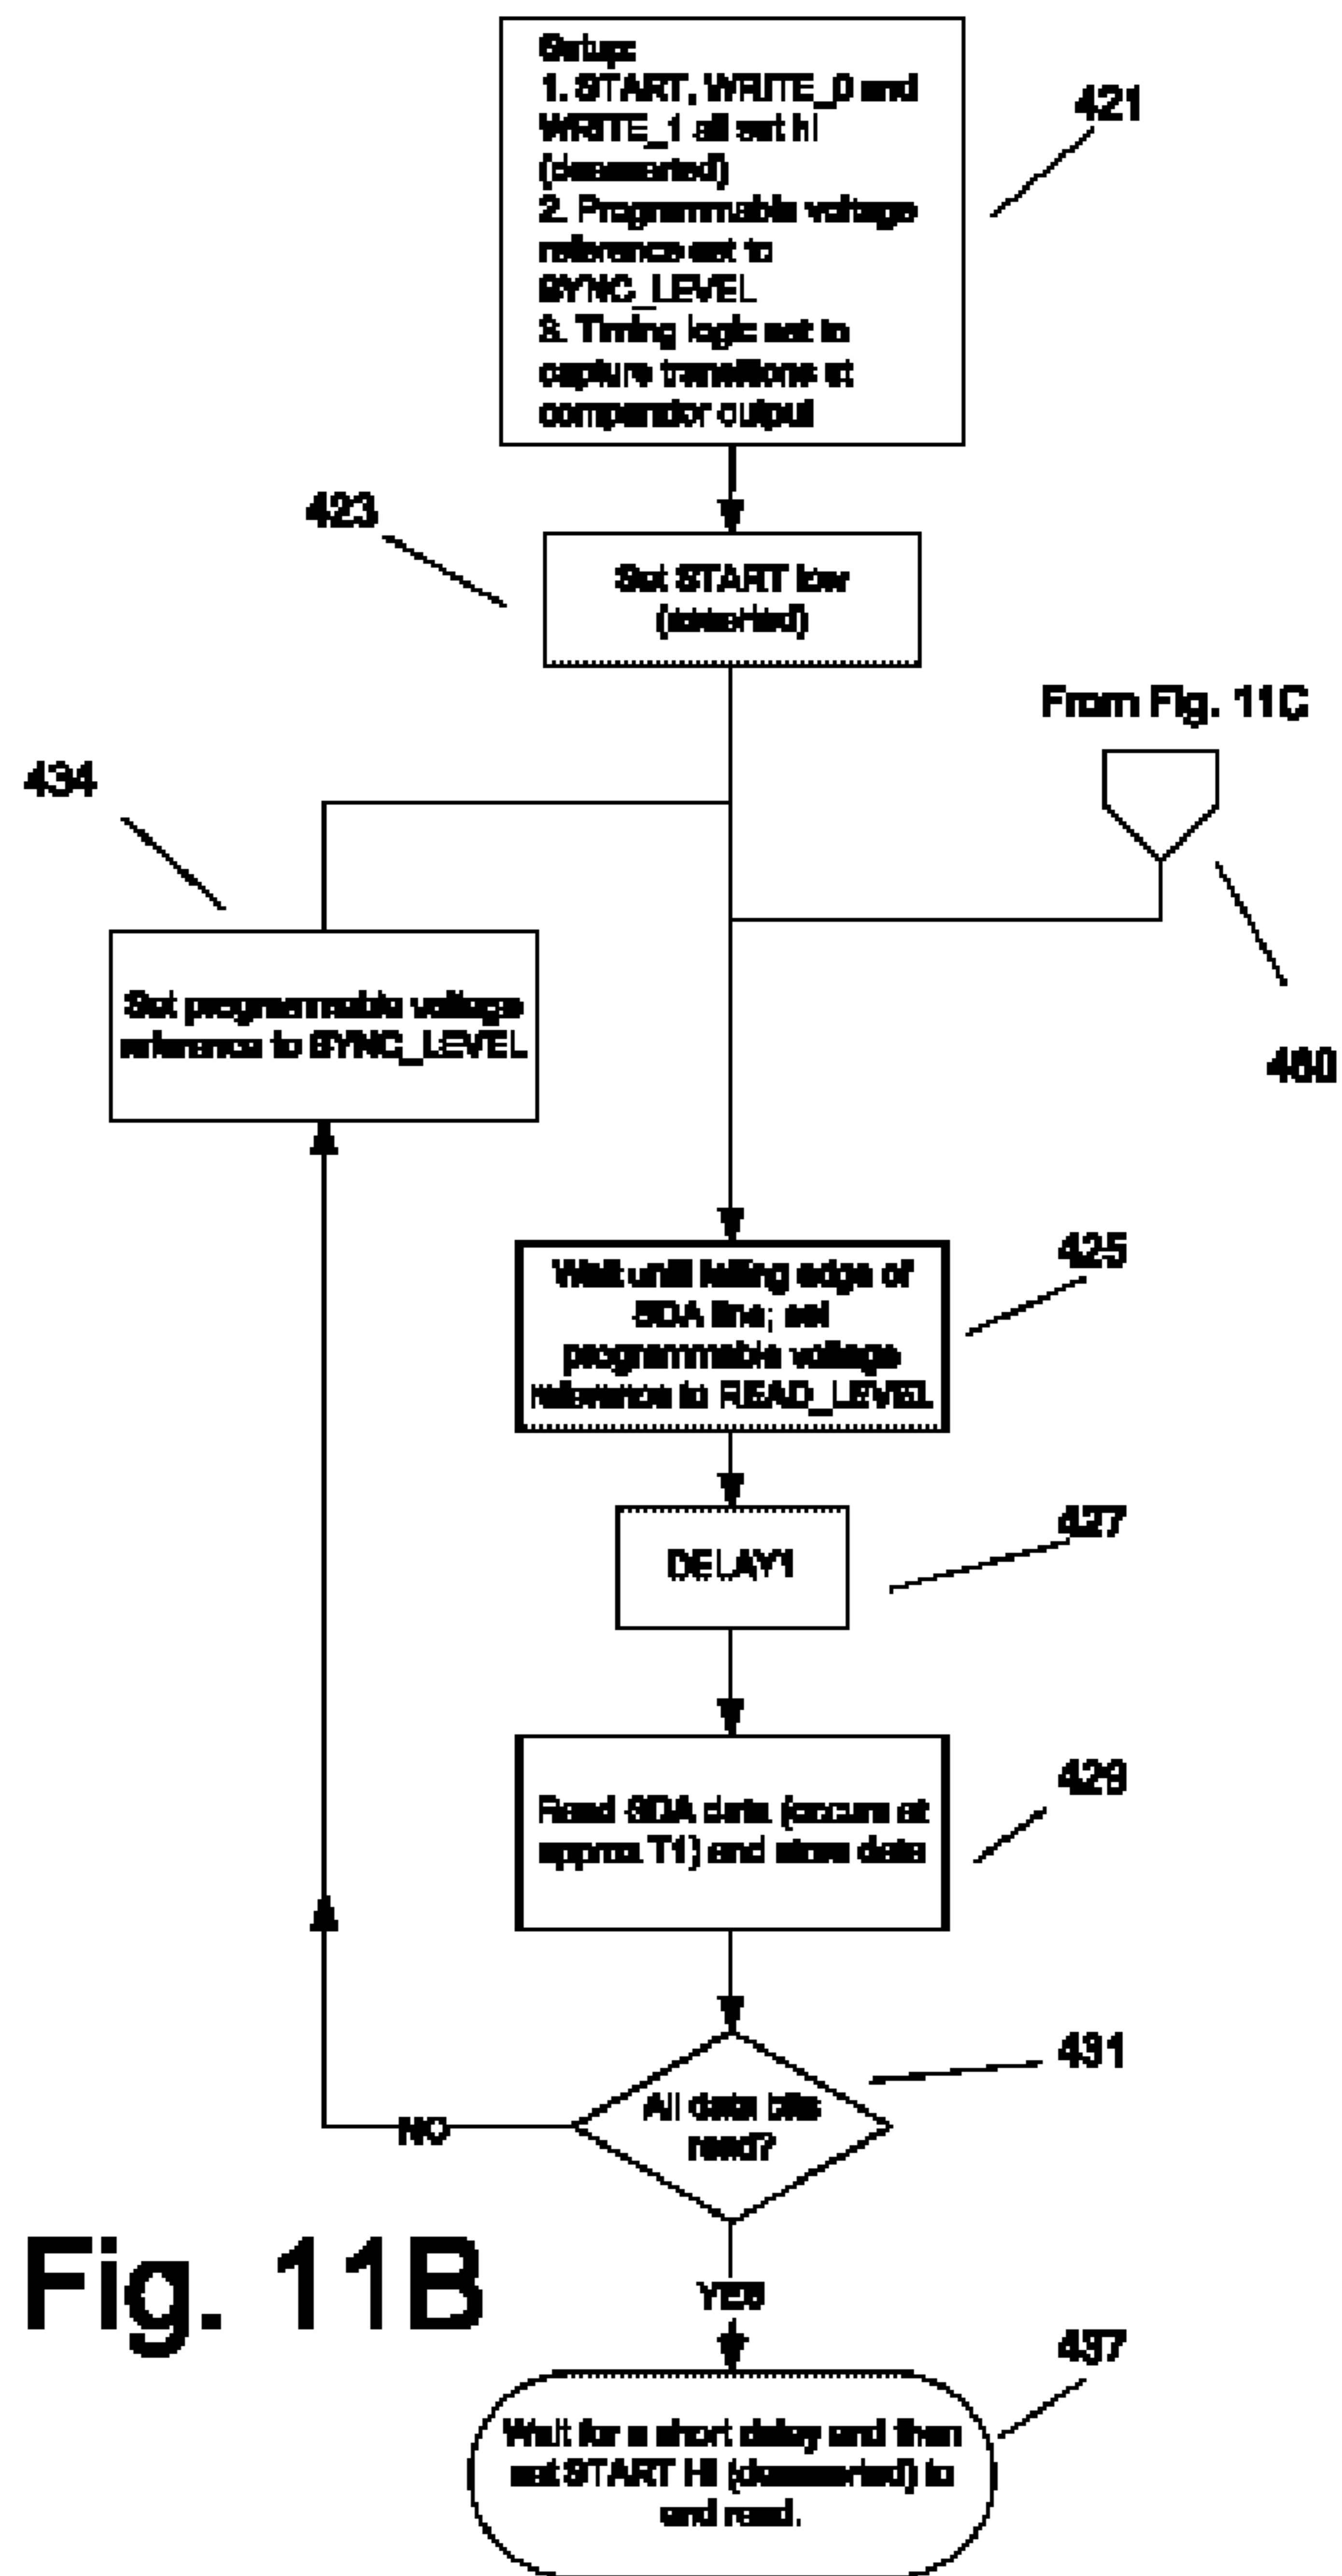 Setup:
1. START, WRITE_0 and
WRITE_1 all set hi
(deasserted)
2. Programmable voltage
reference set to
SYNC_LEVEL
3. Timing logic set to
capture transitions at
comparator output
421
423
Set START low
(asserted)
From Fig. 11C
434
Set programmable voltage
reference to SYNC_LEVEL
460
Wait until falling edge of
SDA line; set
programmable voltage
reference to READ_LEVEL
425
DELAY1
427
Read SDA data (occurs at
approx T1) and store data
429
431
All data bits
read?
NO
Fig. 11B
YES
437
Wait for a short delay and then
set START HI (deasserted) to
end read.